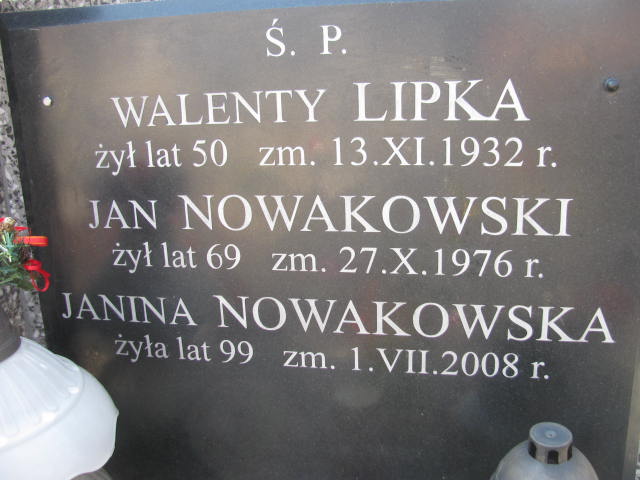 Ś. P.
WALENTY LIPKA
żył lat 50 zm. 13.XI.1932 r.
JAN NOWAKOWSKI
żył lat 69 zm. 27.X.1976 r.
JANINA NOWAKOWSKA
żyła lat 99 zm. 1.VII.2008 r.